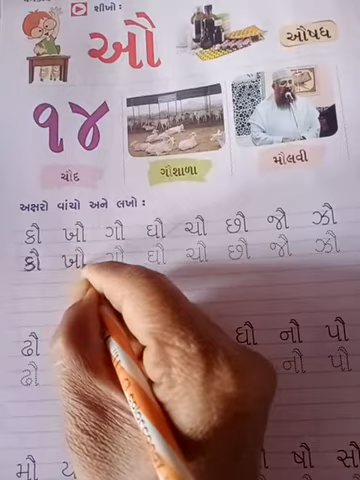 શીખો :
ઔ
ઔષધ
૧૪
ચૌદ
ગૌશાળા
મૌલવી
અક્ષરો વાંચો અને લખો :
કૌ ખૌ ગૌ ઘૌ ચૌ છૌ જૌ ઝૌ
કૌ ખૌ ગૌ ઘૌ ચૌ છૌ જૌ ઝૌ
ઢૌ ધૌ નૌ પૌ
ઢૌ નૌ પૌ
મૌ ષૌ સૌ